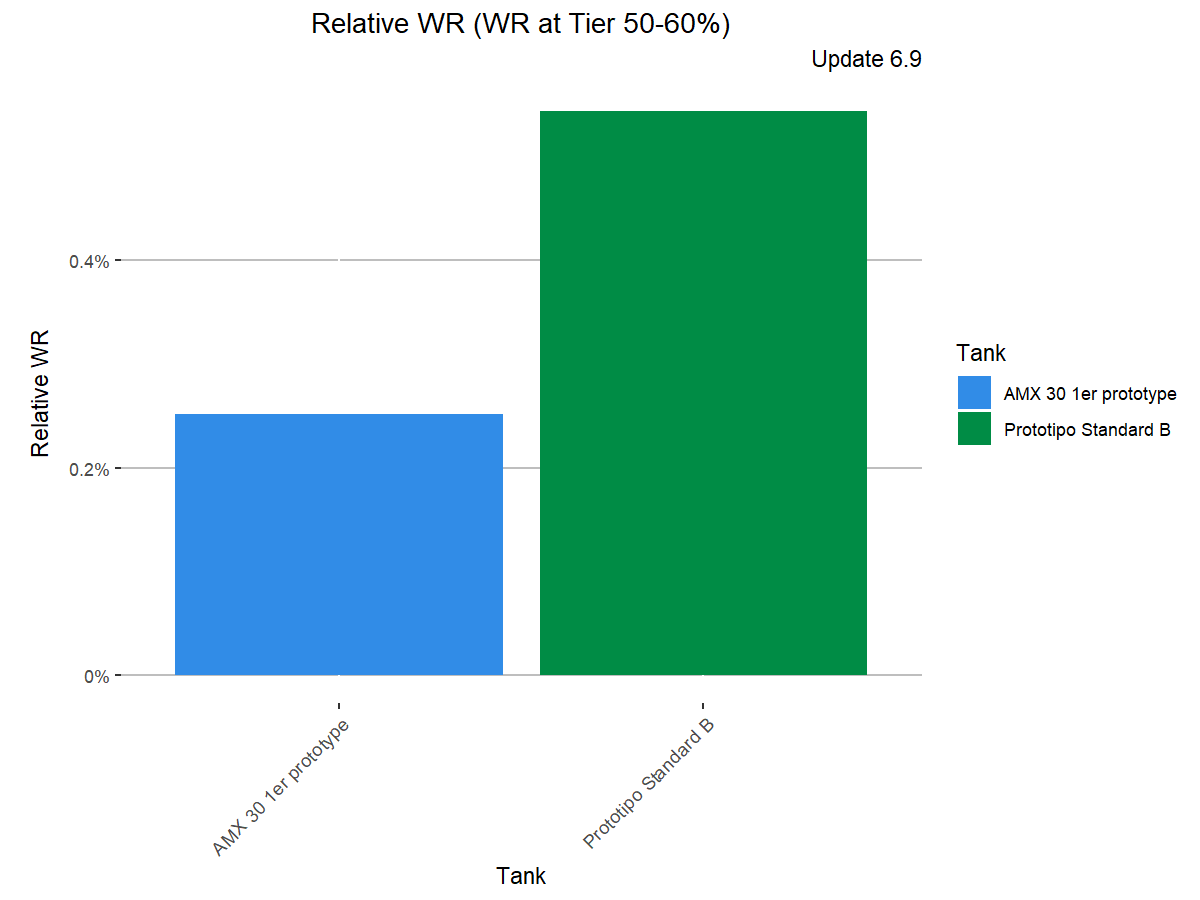 Relative WR (WR at Tier 50-60%)
Update 6.9
Relative WR
0.4%
0.2%
0%
AMX 30 1er prototype
Prototipo Standard B
Tank
Tank
AMX 30 1er prototype
Prototipo Standard B